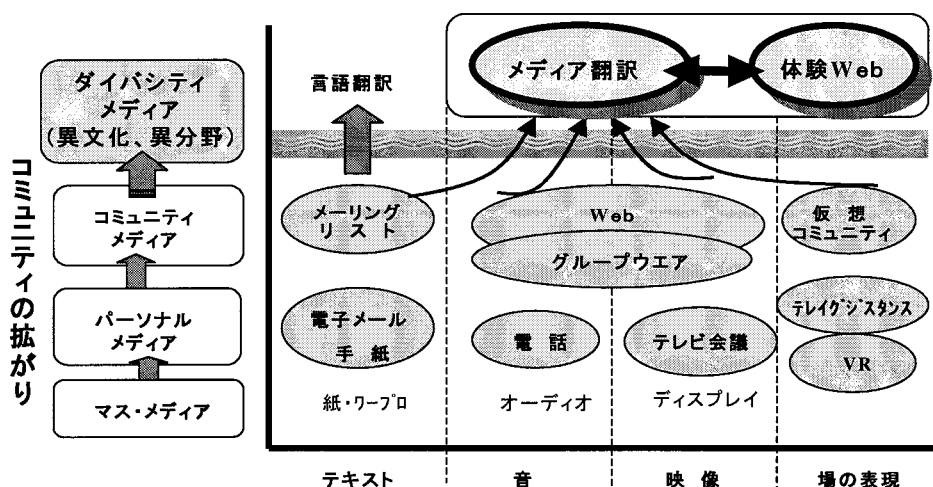 コミュニティの拡がり
ダイバシティ
メディア
(異文化、異分野)
コミュニティ
メディア
パーソナル
メディア
マス・メディア
言語翻訳
メディア翻訳
体験Web
メーリング
リスト
Web
グループウエア
仮想
コミュニティ
電子メール
手紙
電話
テレビ会議
テレイグジスタンス
VR
紙・ワープロ
オーディオ
ディスプレイ
テキスト
音
映像
場の表現